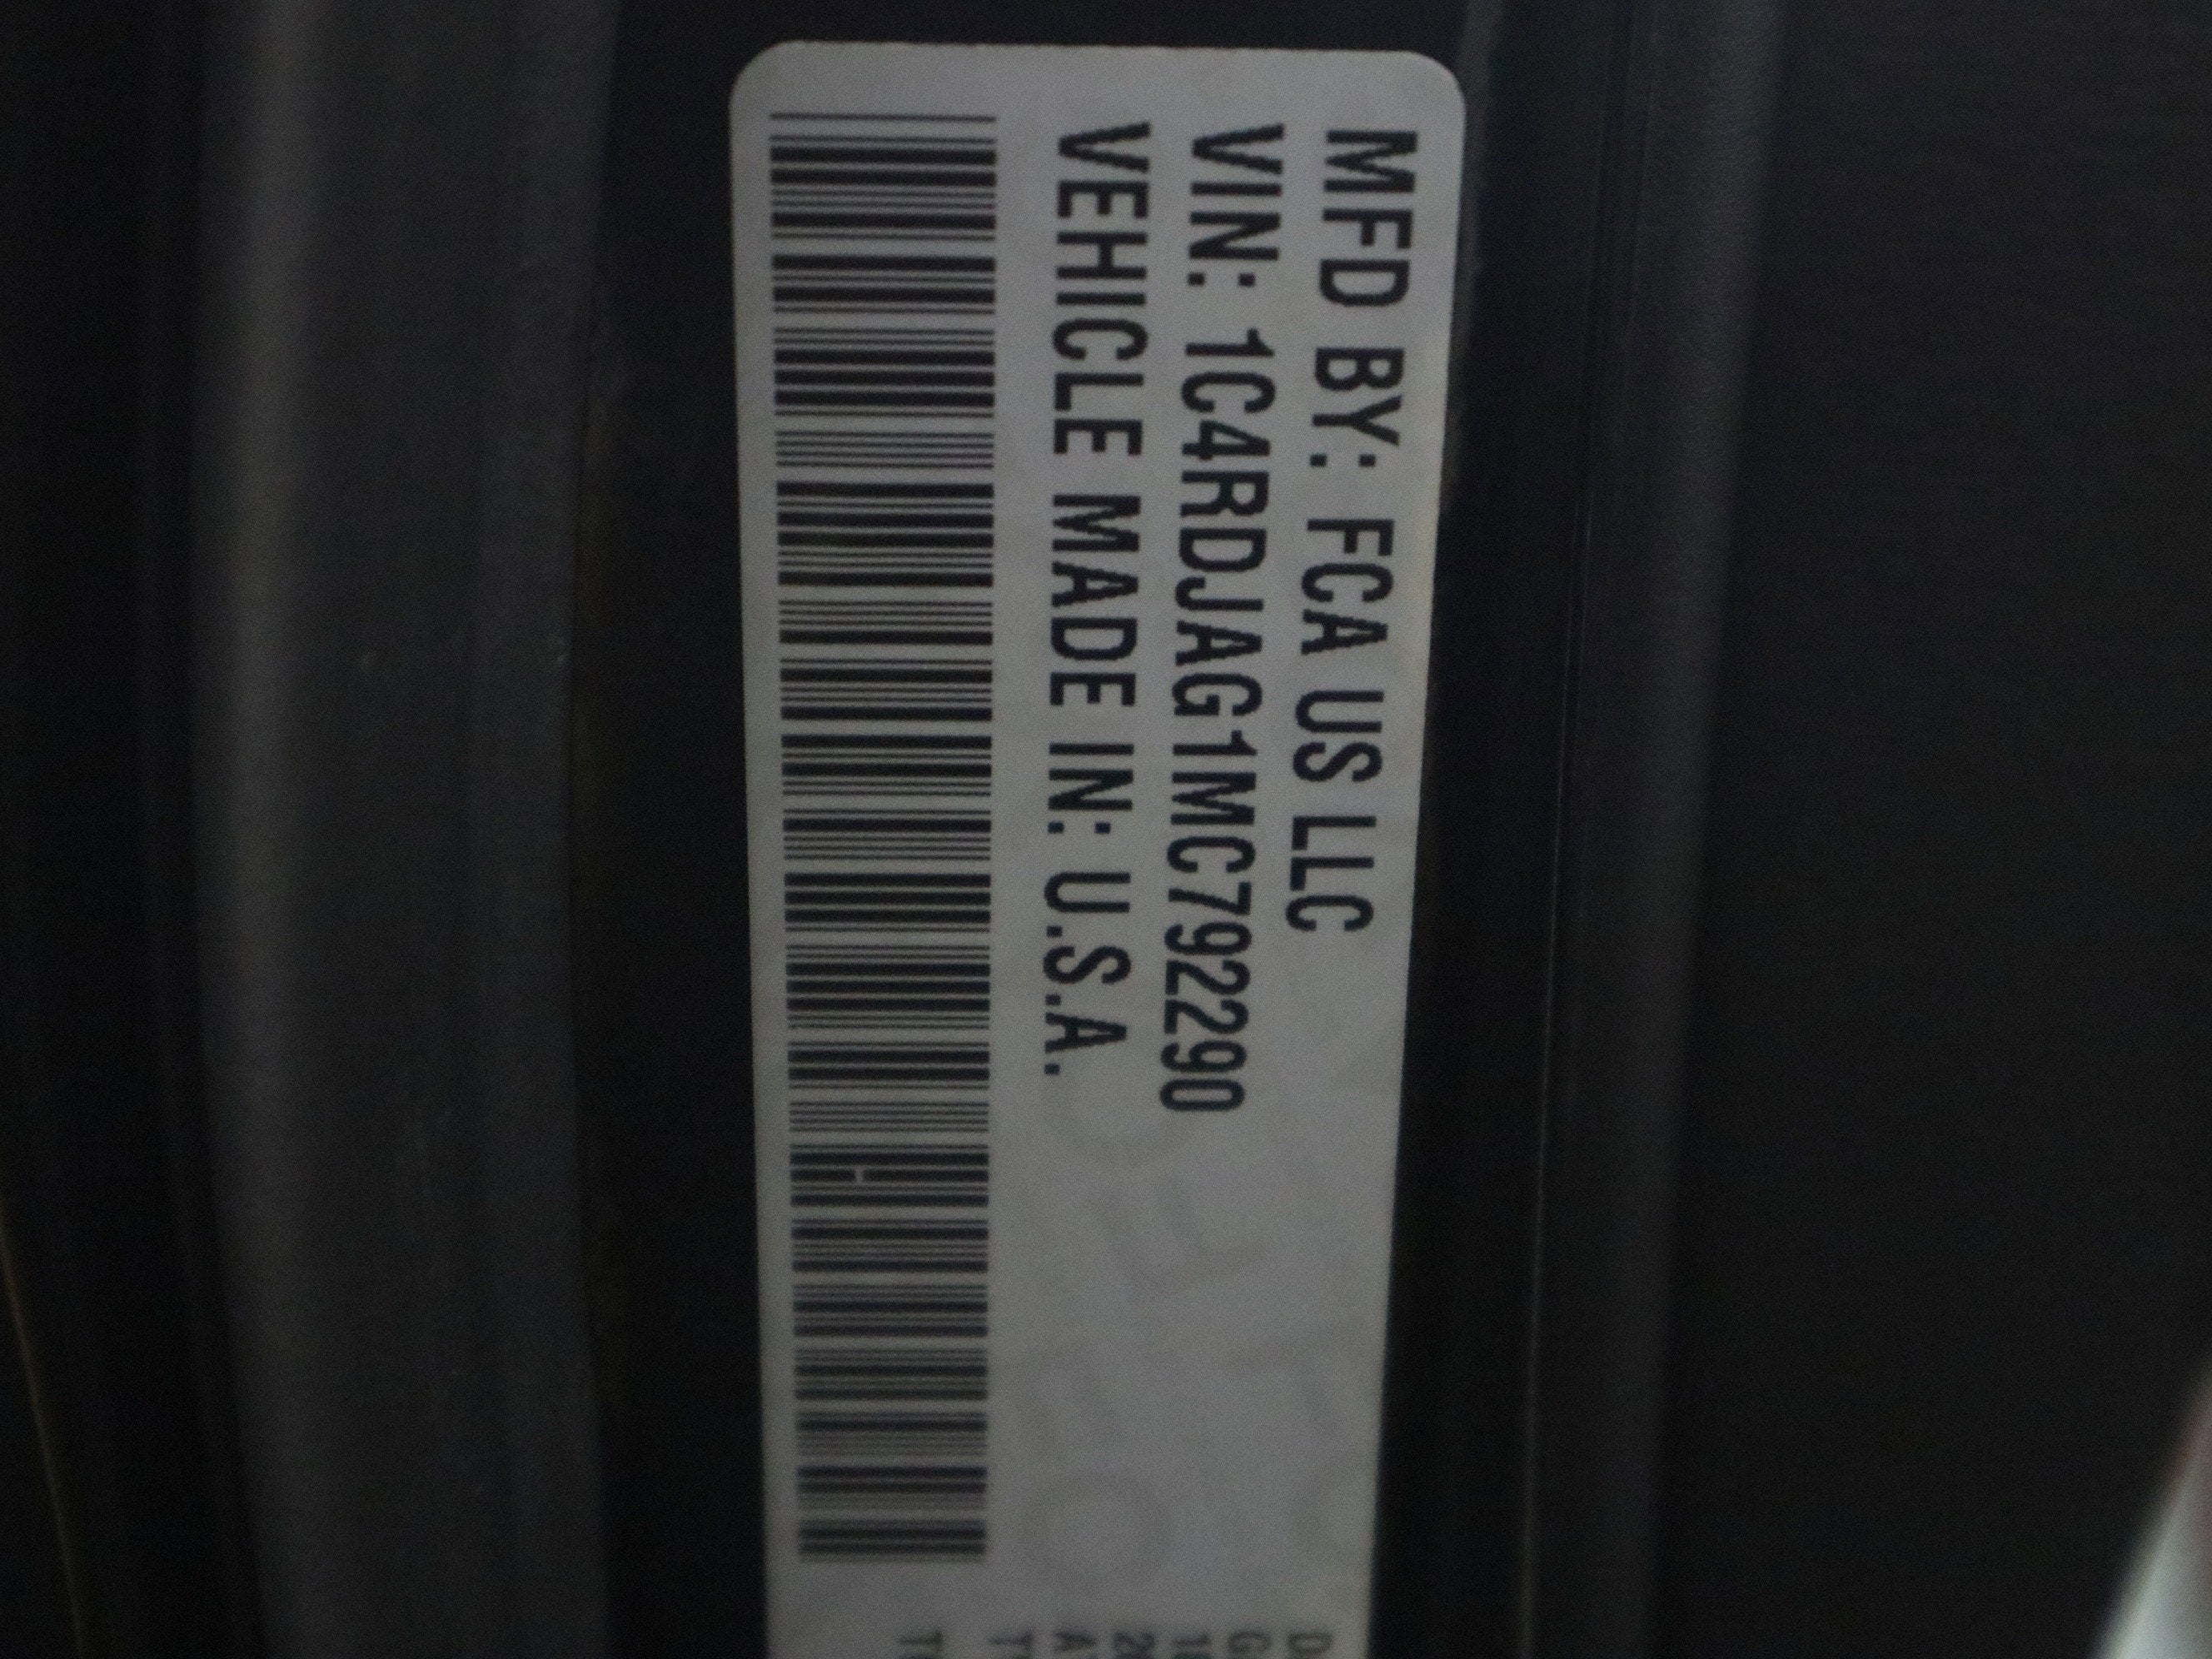 MFD BY: FCA US LLC
VIN: 1C4RDJAG1MC792290
VEHICLE MADE IN: U.S.A.